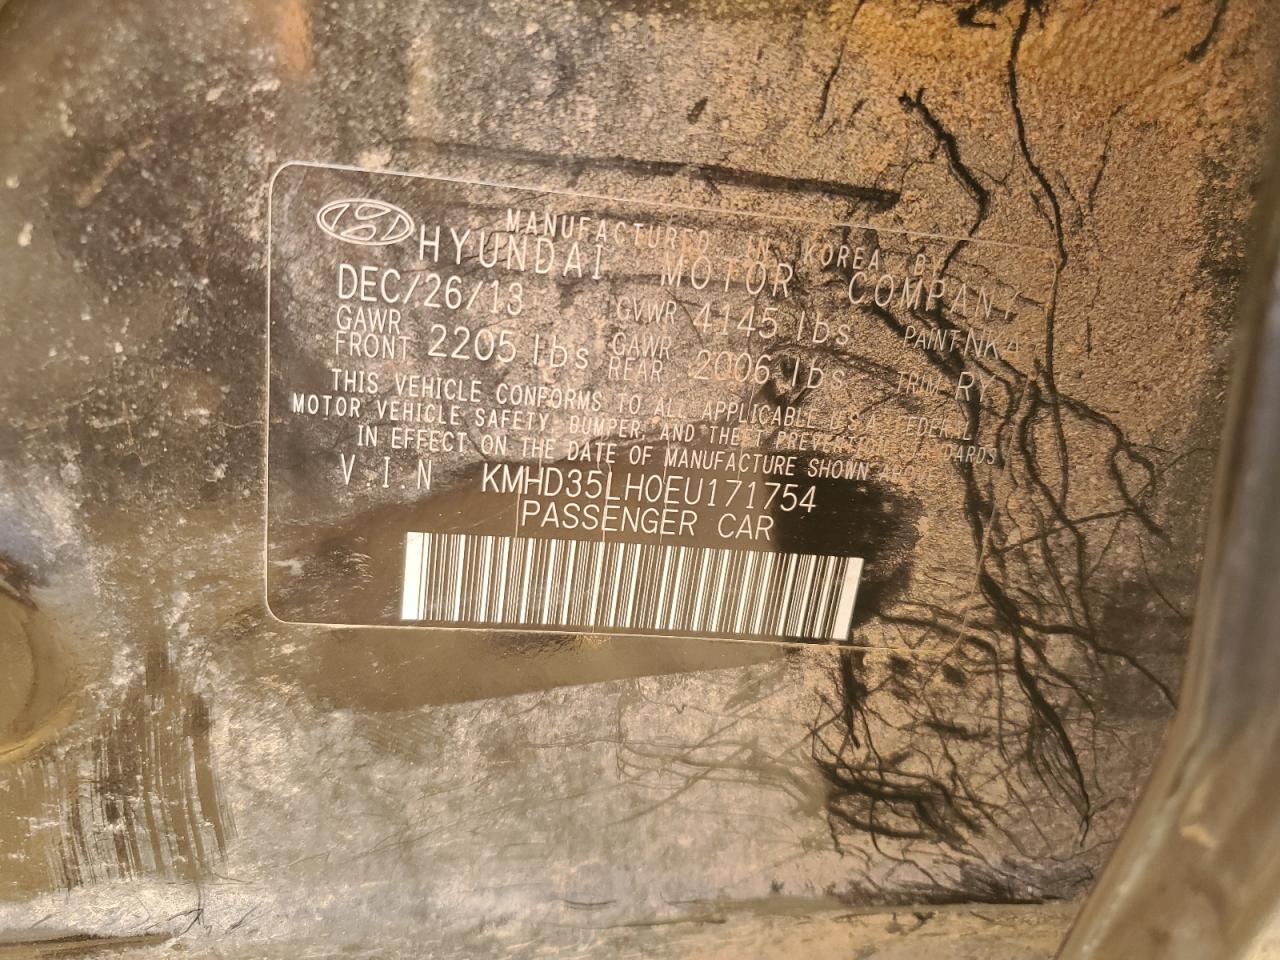 MANUFACTURED IN KOREA BY
HYUNDAI MOTOR COMPANY
DEC/26/13 GVWR 4145 lbs PAINT:NKA
GAWR FRONT 2205 lbs GAWR REAR 2006 lbs TRIM RY
THIS VEHICLE CONFORMS TO ALL APPLICABLE U.S.A FEDERAL
MOTOR VEHICLE SAFETY, BUMPER, AND THEFT PREVENTION STANDARDS
IN EFFECT ON THE DATE OF MANUFACTURE SHOWN ABOVE
V.I.N KMHD35LH0EU171754
PASSENGER CAR